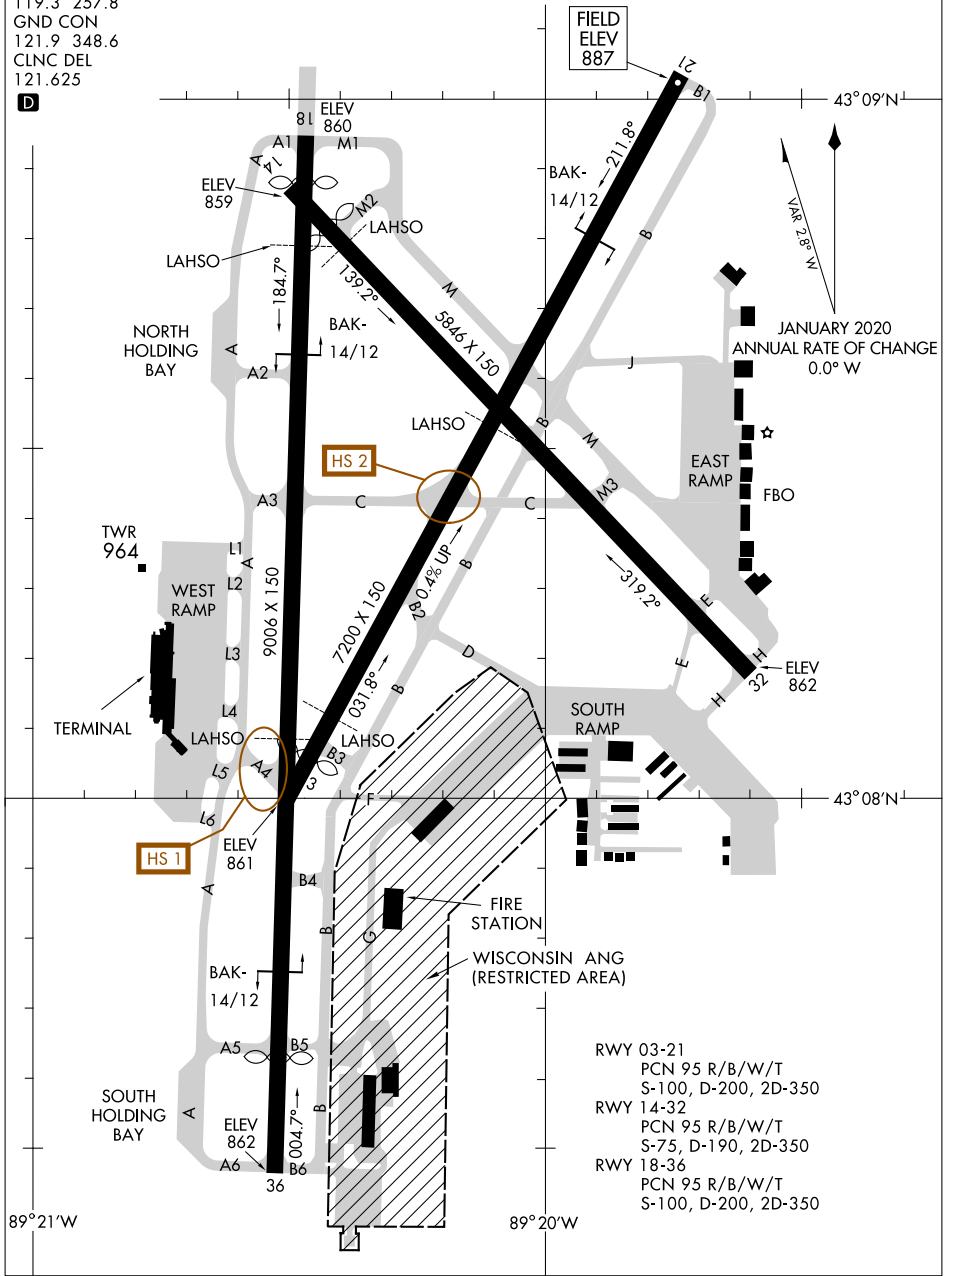 119.3 257.8
GND CON
121.9 348.6
CLNC DEL
121.625
D
FIELD
ELEV
887
21
B1
43°09'N
18
ELEV
860
A1
M1
A
14
ELEV
859
M2
LAHSO
LAHSO
211.8°
BAK-
14/12
B
VAR 2.8° W
184.7°
139.2°
M
JANUARY 2020
ANNUAL RATE OF CHANGE
0.0° W
NORTH
HOLDING
BAY
A
BAK-
14/12
5846 X 150
A2
J
LAHSO
B
M
HS 2
EAST
RAMP
FBO
A3
C
C
M3
TWR
964
L1
A
L2
WEST
RAMP
9006 X 150
0.4% UP
B
B2
7200 X 150
319.2°
E
L3
D
E
H
ELEV
862
32
H
031.8°
B
TERMINAL
L4
LAHSO
LAHSO
SOUTH
RAMP
L5
A4
B3
3
F
43°08'N
L6
ELEV
861
HS 1
A
B4
FIRE
STATION
B
G
WISCONSIN ANG
(RESTRICTED AREA)
BAK-
14/12
A5
B5
SOUTH
HOLDING
BAY
A
B
ELEV
862
004.7°
A6
B6
36
RWY 03-21
PCN 95 R/B/W/T
S-100, D-200, 2D-350
RWY 14-32
PCN 95 R/B/W/T
S-75, D-190, 2D-350
RWY 18-36
PCN 95 R/B/W/T
S-100, D-200, 2D-350
89°21'W
89°20'W